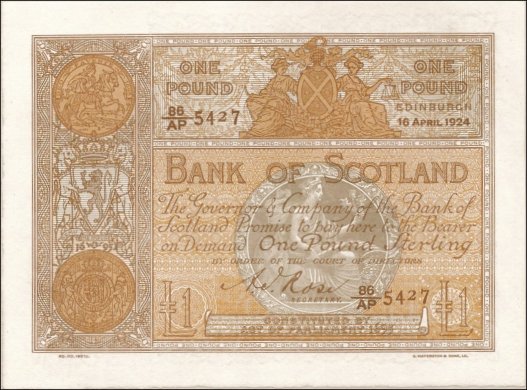 ONE POUND
ONE POUND
EDINBURGH
16 APRIL 1924
86/AP 5427
BANK OF SCOTLAND
The Governor & Company of the Bank of
Scotland Promise to pay here to the Bearer
on Demand One Pound Sterling
BY ORDER OF THE COURT OF DIRECTORS
SECRETARY.
86/AP 5427
£1
£1
CONSTITUTED BY